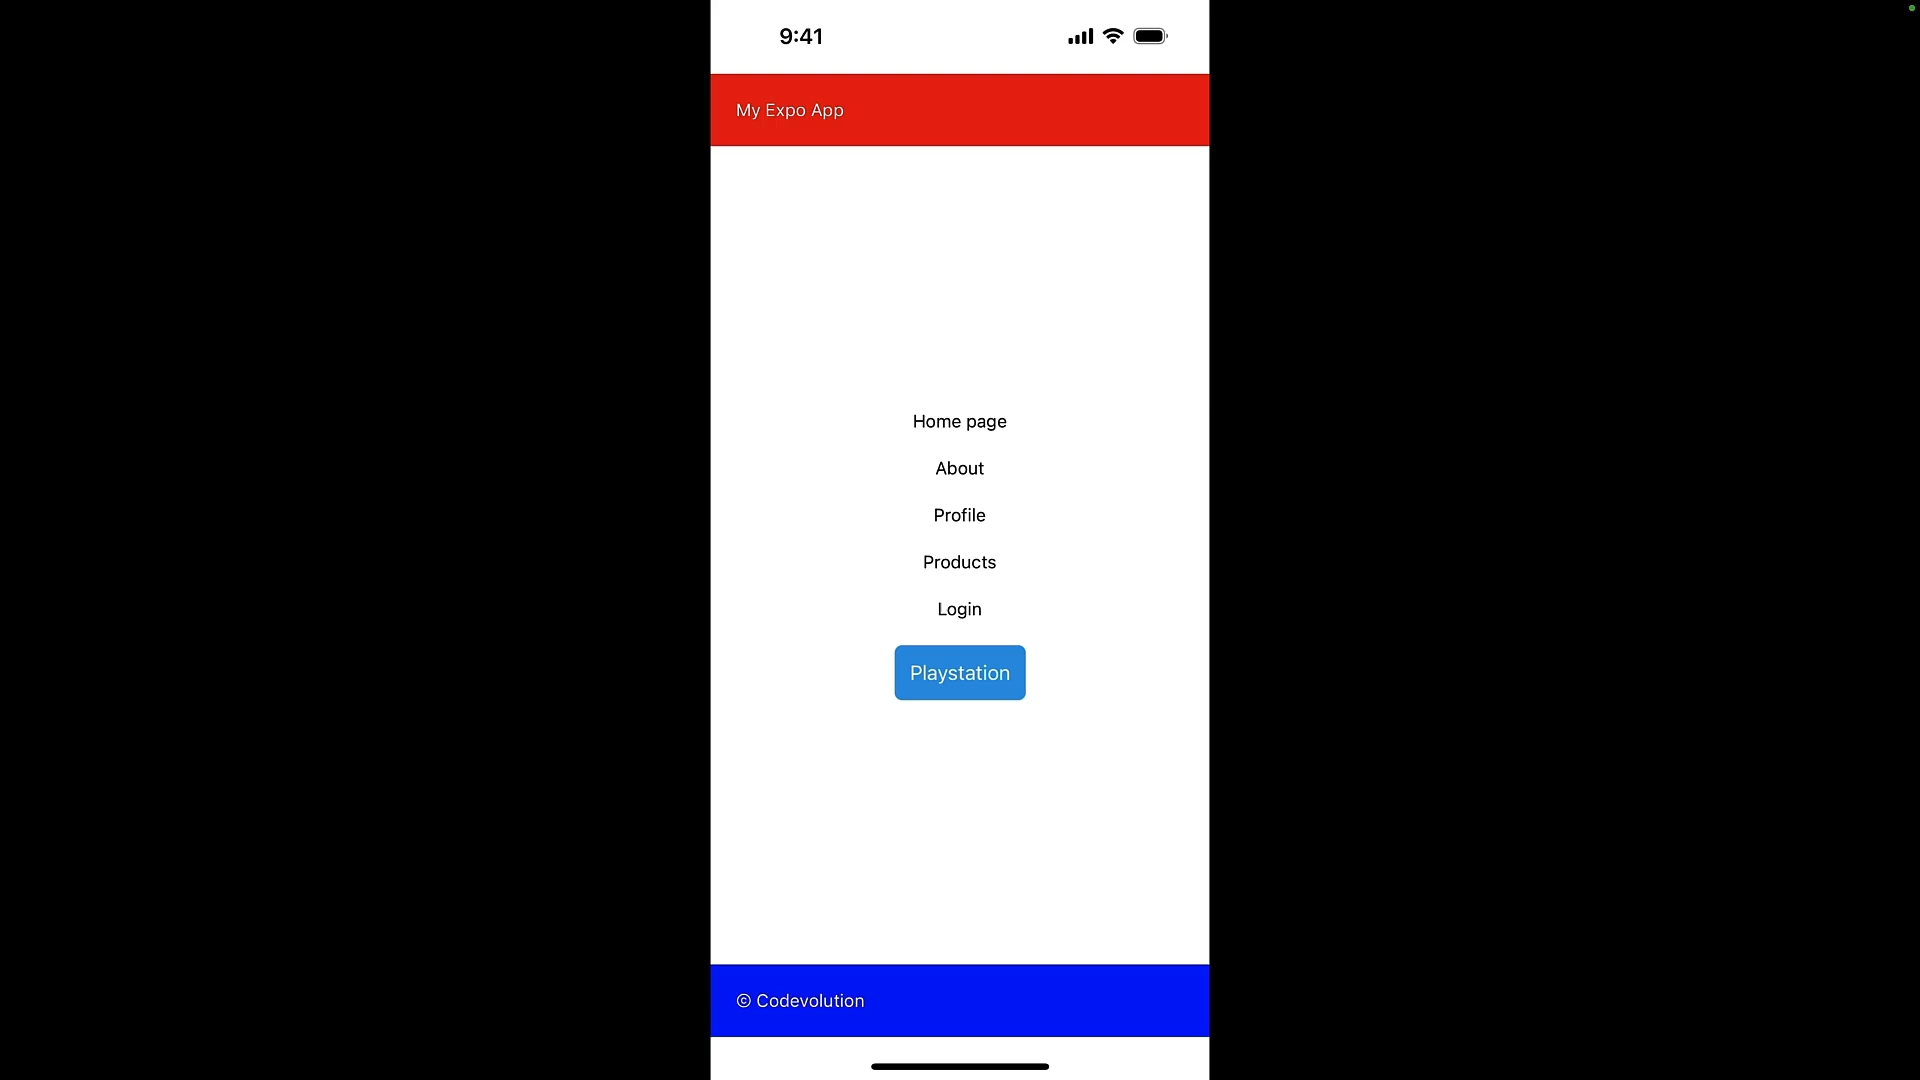 9:41
My Expo App
Home page
About
Profile
Products
Login
Playstation
© Codevolution